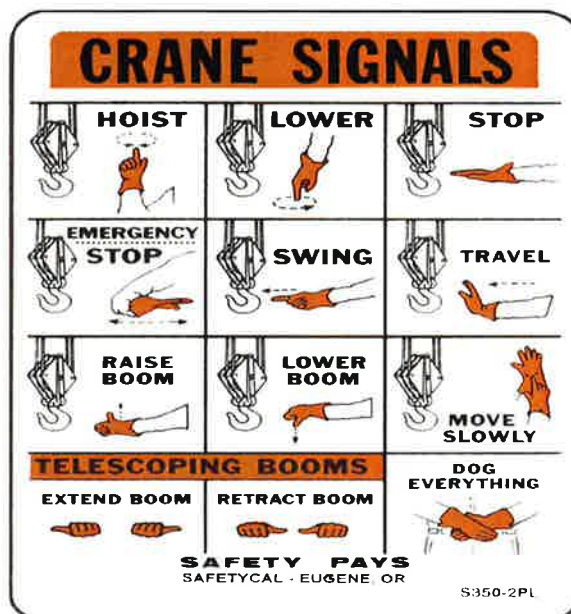 CRANE SIGNALS
HOIST
LOWER
STOP
EMERGENCY
STOP
SWING
TRAVEL
RAISE
BOOM
LOWER
BOOM
MOVE
SLOWLY
TELESCOPING BOOMS
EXTEND BOOM
RETRACT BOOM
DOG
EVERYTHING
SAFETY PAYS
SAFETYCAL - EUGENE, OR
S350-2PL